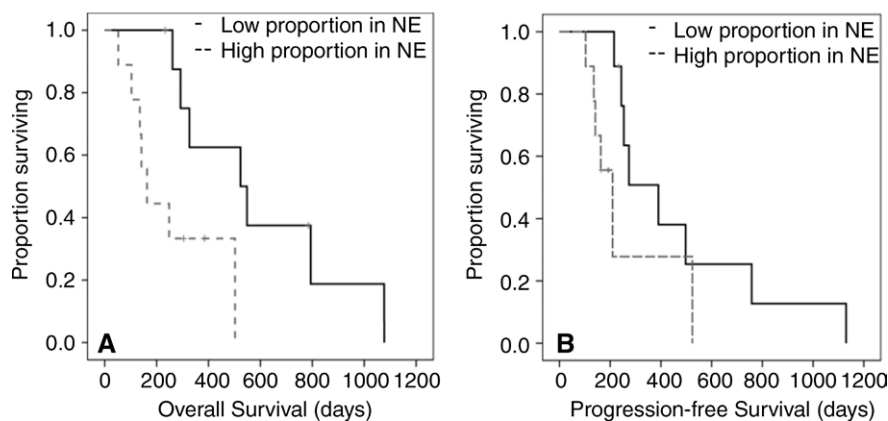 Low proportion in NE
High proportion in NE
1.0
0.8
0.6
0.4
0.2
0.0
Proportion surviving
A
0 200 400 600 800 1000 1200
Overall Survival (days)
Low proportion in NE
High proportion in NE
1.0
0.8
0.6
0.4
0.2
0.0
Proportion surviving
B
0 200 400 600 800 1000 1200
Progression-free Survival (days)